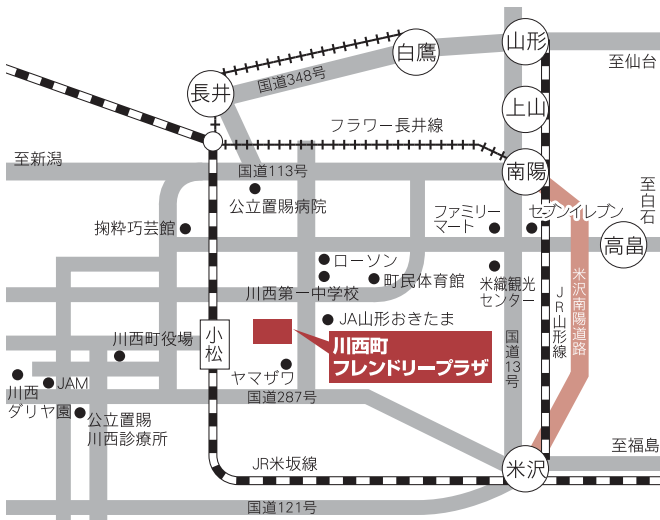 白鷹
山形
至仙台
国道348号
長井
上山
フラワー長井線
至新潟
国道113号
南陽
至白石
公立置賜病院
ファミリー
マート
セブンイレブン
掬粋巧芸館
高畠
ローソン
町民体育館
米織観光
センター
川西第一中学校
JR山形線
米沢南陽道路
JA山形おきたま
川西町役場
小松
川西町
フレンドリープラザ
国道13号
ヤマザワ
JAM
川西
ダリヤ園
国道287号
公立置賜
川西診療所
至福島
JR米坂線
米沢
国道121号